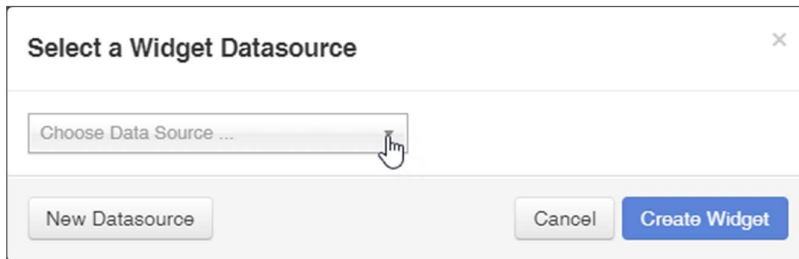 Select a Widget Datasource
×
Choose Data Source ...
New Datasource
Cancel
Create Widget